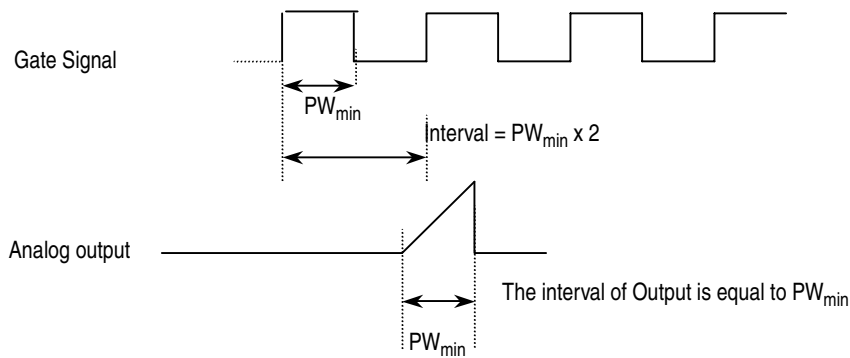 Gate Signal
PWmin
Interval = PWmin x 2
Analog output
The interval of Output is equal to PWmin
PWmin